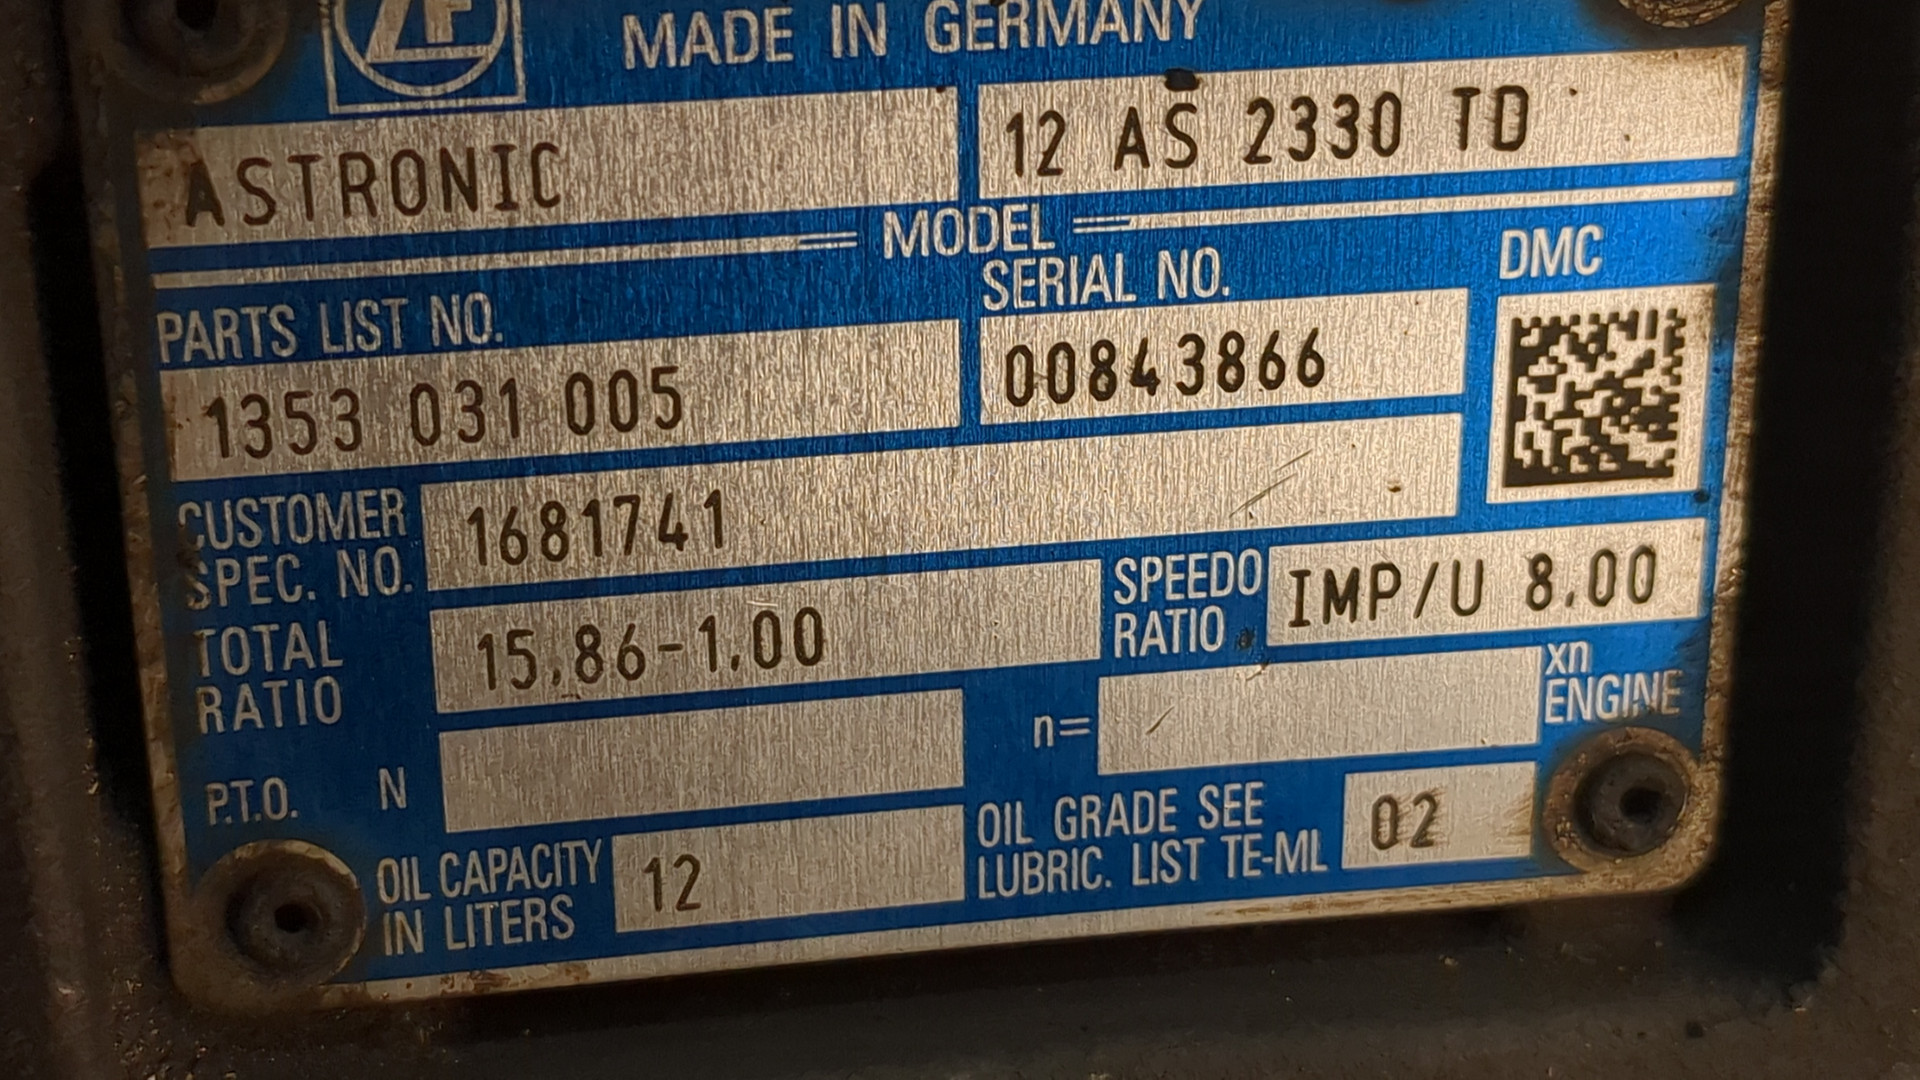 ZF
MADE IN GERMANY
ASTRONIC
12 AS 2330 TD
MODEL
PARTS LIST NO.
SERIAL NO.
DMC
1353 031 005
00843866
CUSTOMER
SPEC. NO.
1681741
TOTAL
RATIO
15.86-1.00
SPEEDO
RATIO
IMP/U 8.00
P.T.O. N
n=
xn
ENGINE
OIL CAPACITY
IN LITERS
12
OIL GRADE SEE
LUBRIC. LIST TE-ML
02